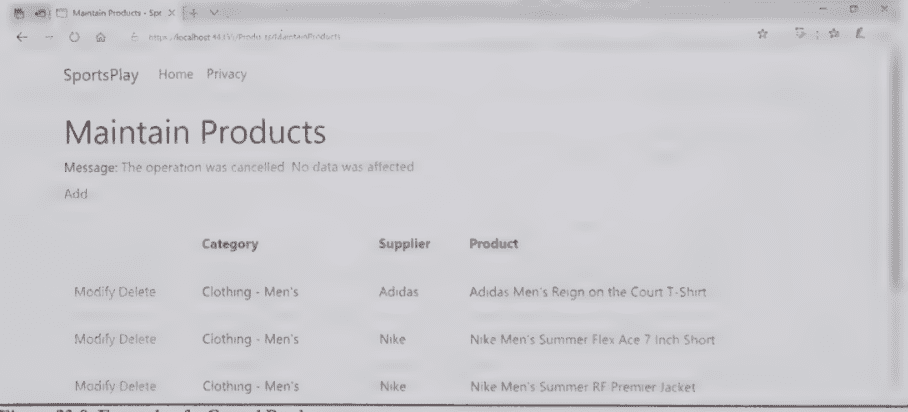 Maintain Products - Spr
SportsPlay Home Privacy
Maintain Products
Message: The operation was cancelled. No data was affected.
Add
Category Supplier Product
Modify Delete Clothing - Men's Adidas Adidas Men's Reign on the Court T-Shirt
Modify Delete Clothing - Men's Nike Nike Men's Summer Flex Ace 7 Inch Short
Modify Delete Clothing - Men's Nike Nike Men's Summer RF Premier Jacket